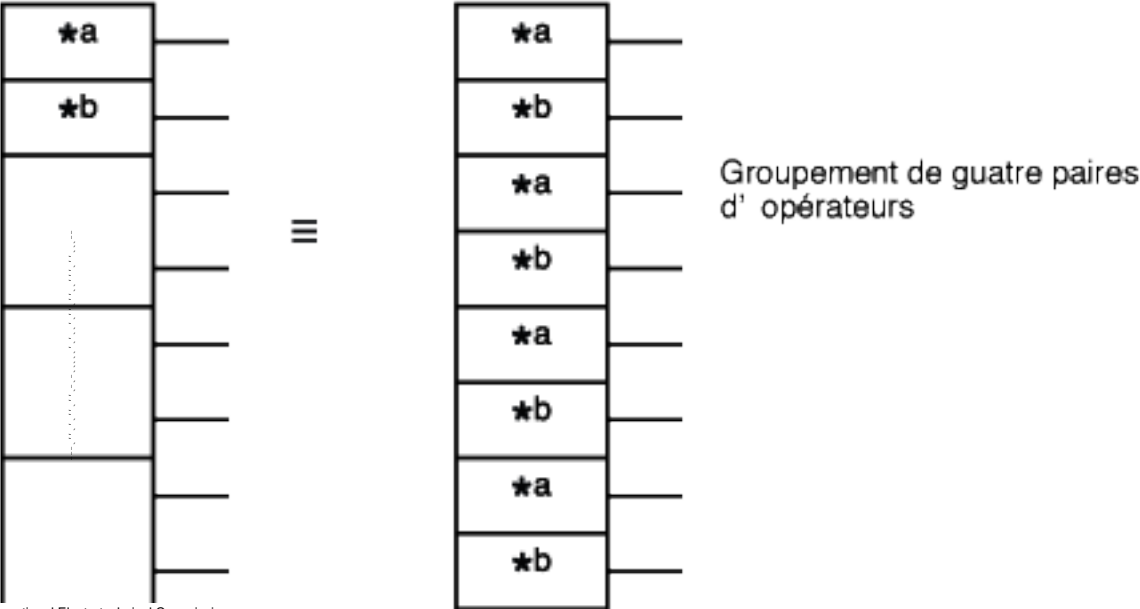 ★a
★b
≡
★a
★b
★a
★b
★a
★b
★a
★b
Groupement de guatre paires
d' opérateurs